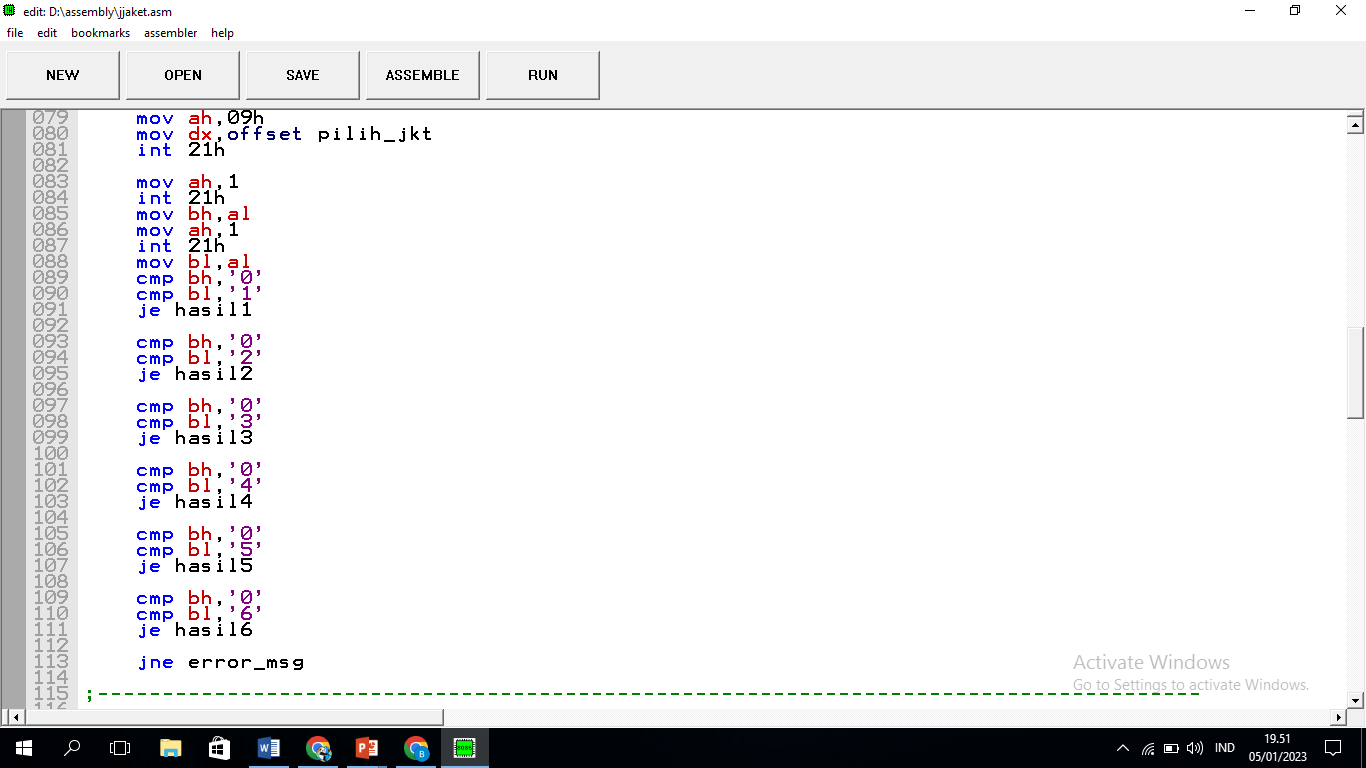 edit: D:\assembly\jjaket.asm
file edit bookmarks assembler help
NEW OPEN SAVE ASSEMBLE RUN
079 mov ah,09h
080 mov dx,offset pilih_jkt
081 int 21h
082
083 mov ah,1
084 int 21h
085 mov bh,al
086 mov ah,1
087 int 21h
088 mov bl,al
089 cmp bh,'0'
090 cmp bl,'1'
091 je hasil1
092
093 cmp bh,'0'
094 cmp bl,'2'
095 je hasil2
096
097 cmp bh,'0'
098 cmp bl,'3'
099 je hasil3
100
101 cmp bh,'0'
102 cmp bl,'4'
103 je hasil4
104
105 cmp bh,'0'
106 cmp bl,'5'
107 je hasil5
108
109 cmp bh,'0'
110 cmp bl,'6'
111 je hasil6
112
113 jne error_msg
114
115 ;-------------------------------------------------------------------------------------
116
Activate Windows
Go to Settings to activate Windows.
IND
19.51
05/01/2023